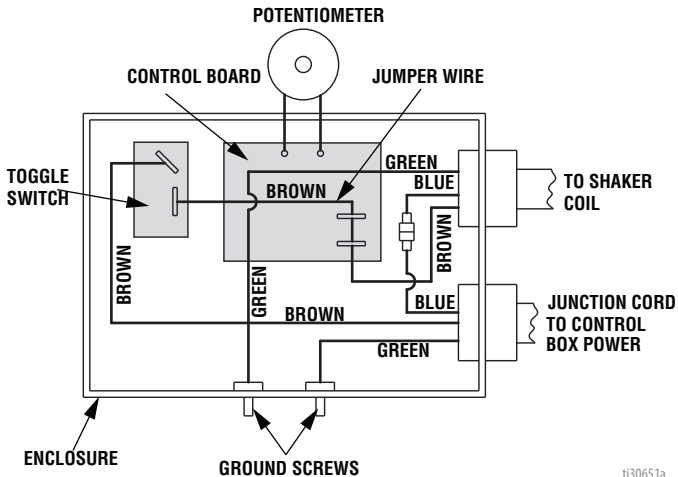 POTENTIOMETER
CONTROL BOARD
JUMPER WIRE
TOGGLE
SWITCH
GREEN
BLUE
BROWN
TO SHAKER
COIL
BROWN
BROWN
GREEN
BROWN
BLUE
GREEN
JUNCTION CORD
TO CONTROL
BOX POWER
ENCLOSURE
GROUND SCREWS
ti30651a